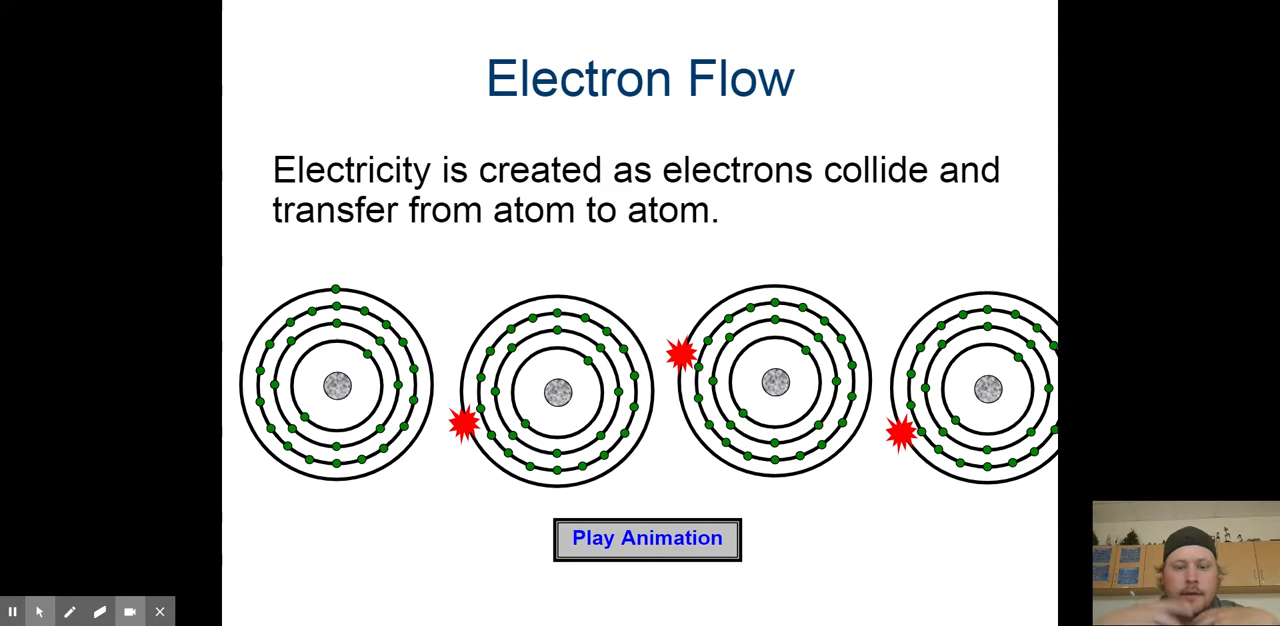 Electron Flow
Electricity is created as electrons collide and
transfer from atom to atom.
Play Animation